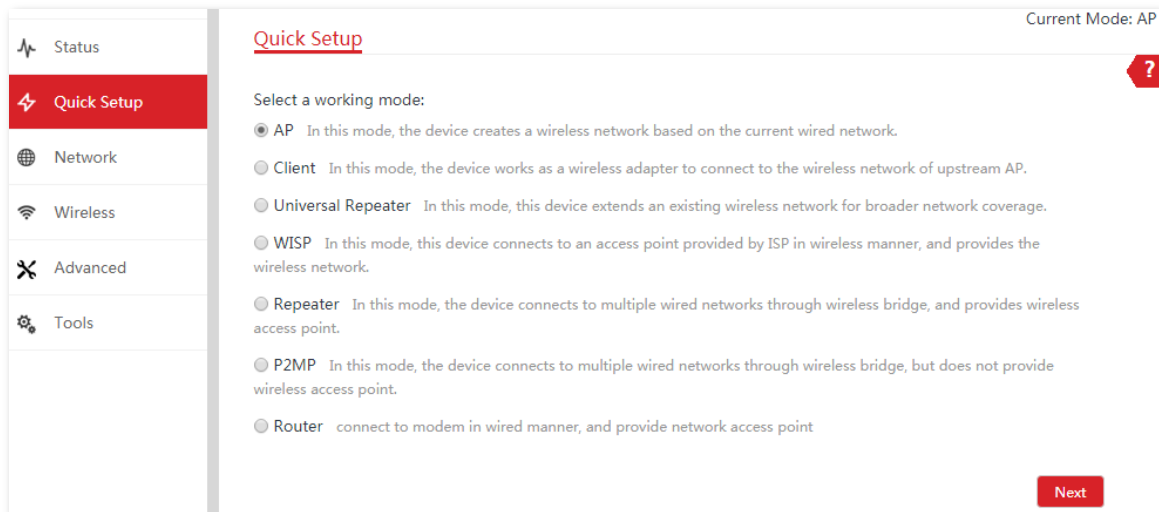 Current Mode: AP
Status
Quick Setup
Network
Wireless
Advanced
Tools
Quick Setup
?
Select a working mode:
AP In this mode, the device creates a wireless network based on the current wired network.
Client In this mode, the device works as a wireless adapter to connect to the wireless network of upstream AP.
Universal Repeater In this mode, this device extends an existing wireless network for broader network coverage.
WISP In this mode, this device connects to an access point provided by ISP in wireless manner, and provides the
wireless network.
Repeater In this mode, the device connects to multiple wired networks through wireless bridge, and provides wireless
access point.
P2MP In this mode, the device connects to multiple wired networks through wireless bridge, but does not provide
wireless access point.
Router connect to modem in wired manner, and provide network access point
Next